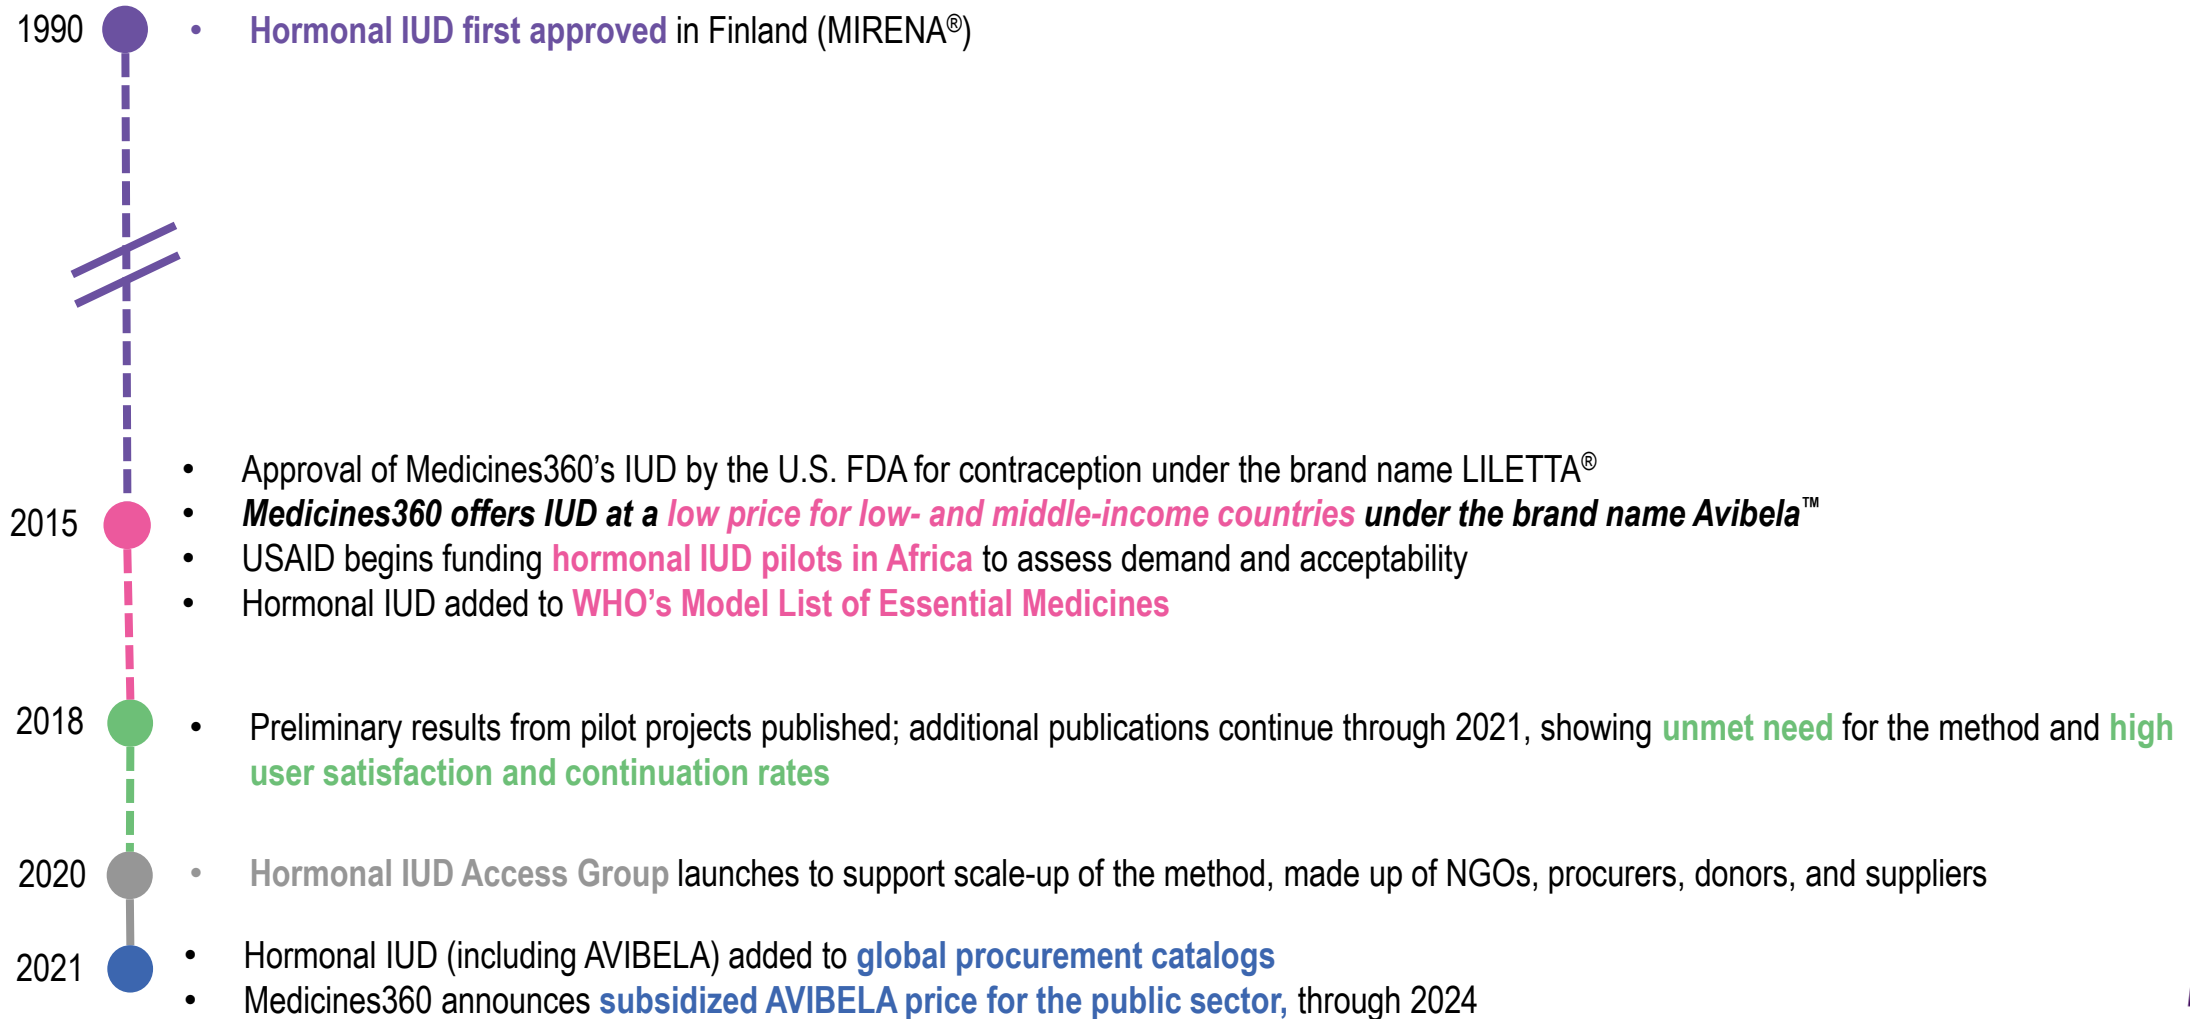 1990
• Hormonal IUD first approved in Finland (MIRENA®)
• Approval of Medicines360’s IUD by the U.S. FDA for contraception under the brand name LILETTA®
2015
• Medicines360 offers IUD at a low price for low- and middle-income countries under the brand name Avibela™
• USAID begins funding hormonal IUD pilots in Africa to assess demand and acceptability
• Hormonal IUD added to WHO’s Model List of Essential Medicines
2018
• Preliminary results from pilot projects published; additional publications continue through 2021, showing unmet need for the method and high
user satisfaction and continuation rates
2020
• Hormonal IUD Access Group launches to support scale-up of the method, made up of NGOs, procurers, donors, and suppliers
2021
• Hormonal IUD (including AVIBELA) added to global procurement catalogs
• Medicines360 announces subsidized AVIBELA price for the public sector, through 2024